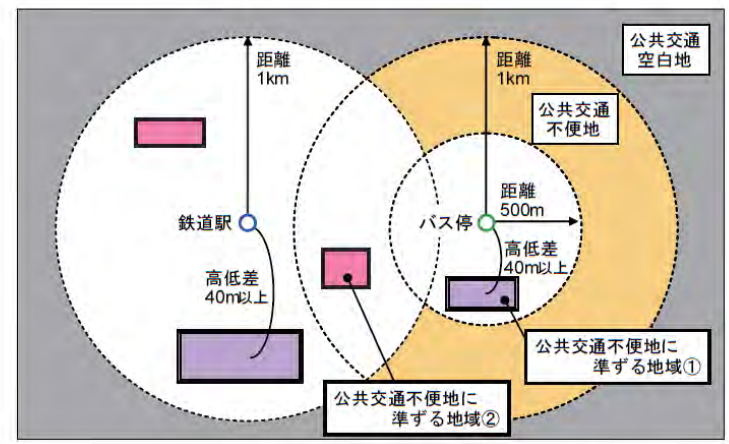 公共交通
空白地
距離
1km
距離
1km
公共交通
不便地
距離
500m
鉄道駅
バス停
高低差
40m以上
高低差
40m以上
公共交通不便地に
準ずる地域①
公共交通不便地に
準ずる地域②